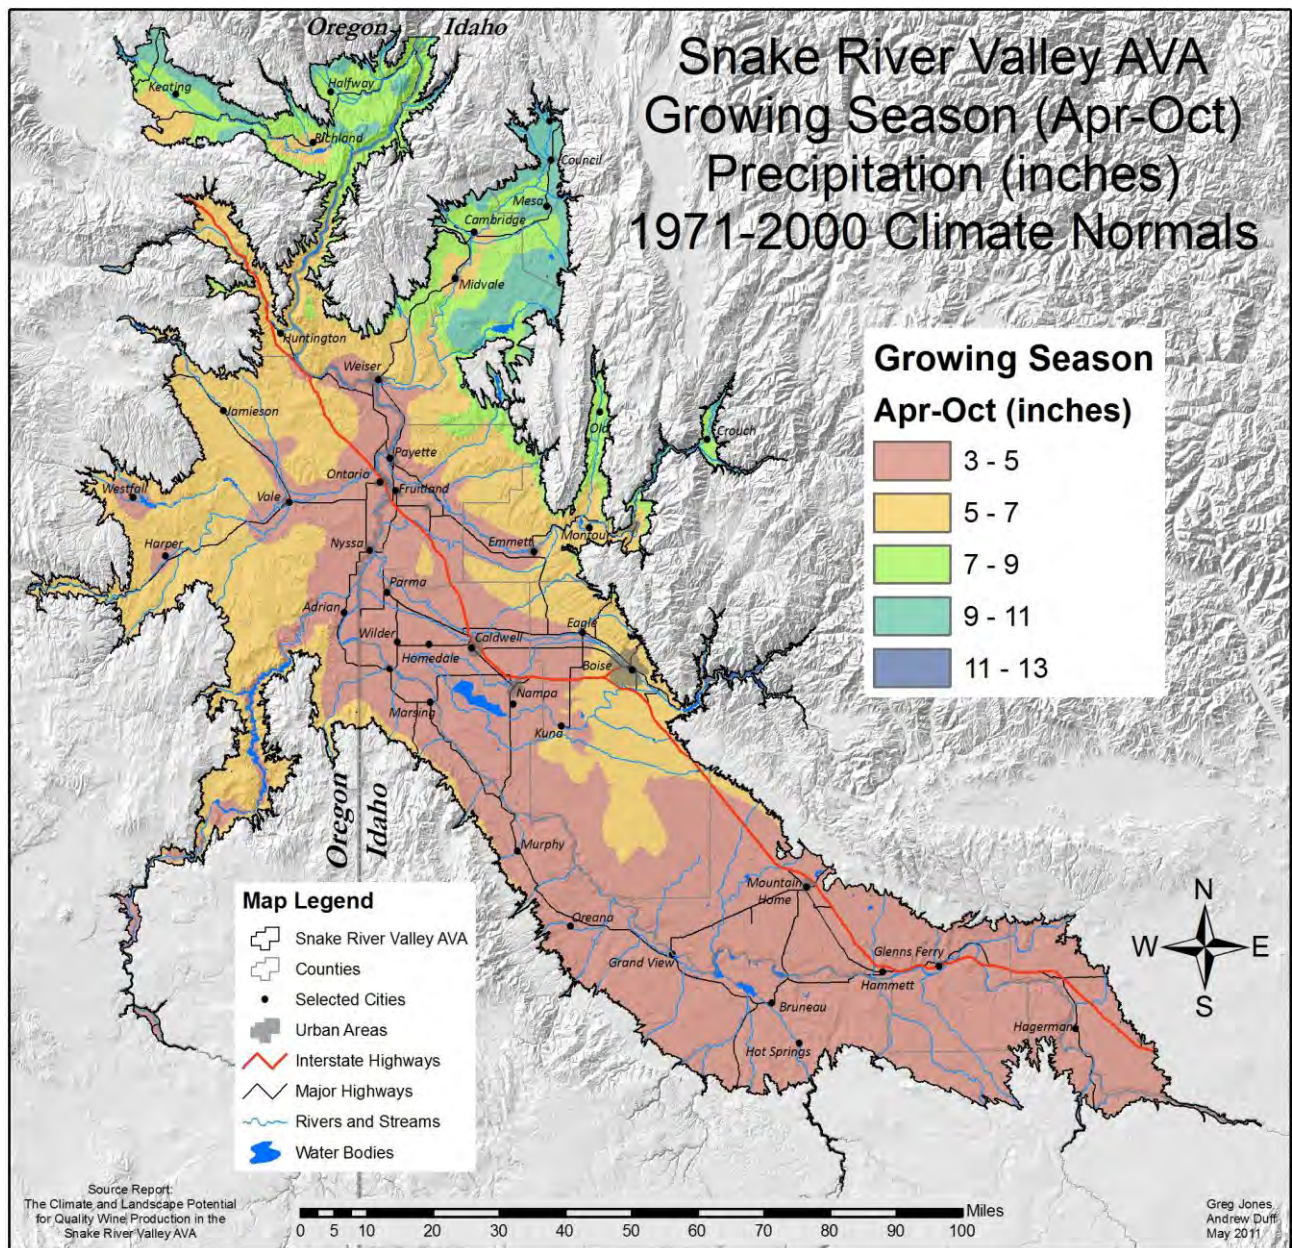 Oregon Idaho
Snake River Valley AVA
Growing Season (Apr-Oct)
Precipitation (inches)
1971-2000 Climate Normals
Keating
Halfway
Richland
Council
Mesa
Cambridge
Midvale
Huntington
Weiser
Jamieson
Old
Crouch
Payette
Ontario
Fruitland
Westfall
Vale
Harper
Nyssa
Emmett
Montour
Parma
Adrian
Wilder
Homedale
Caldwell
Eagle
Boise
Nampa
Marsing
Kuna
Oregon
Idaho
Murphy
Mountain
Home
Oreana
Grand View
Bruneau
Hot Springs
Glenns Ferry
Hammett
Hagerman
Growing Season
Apr-Oct (inches)
3 - 5
5 - 7
7 - 9
9 - 11
11 - 13
Map Legend
Snake River Valley AVA
Counties
Selected Cities
Urban Areas
Interstate Highways
Major Highways
Rivers and Streams
Water Bodies
N
W E
S
Source Report:
The Climate and Landscape Potential
for Quality Wine Production in the
Snake River Valley AVA
Miles
0 5 10 20 30 40 50 60 70 80 90 100
Greg Jones,
Andrew Duff
May 2011